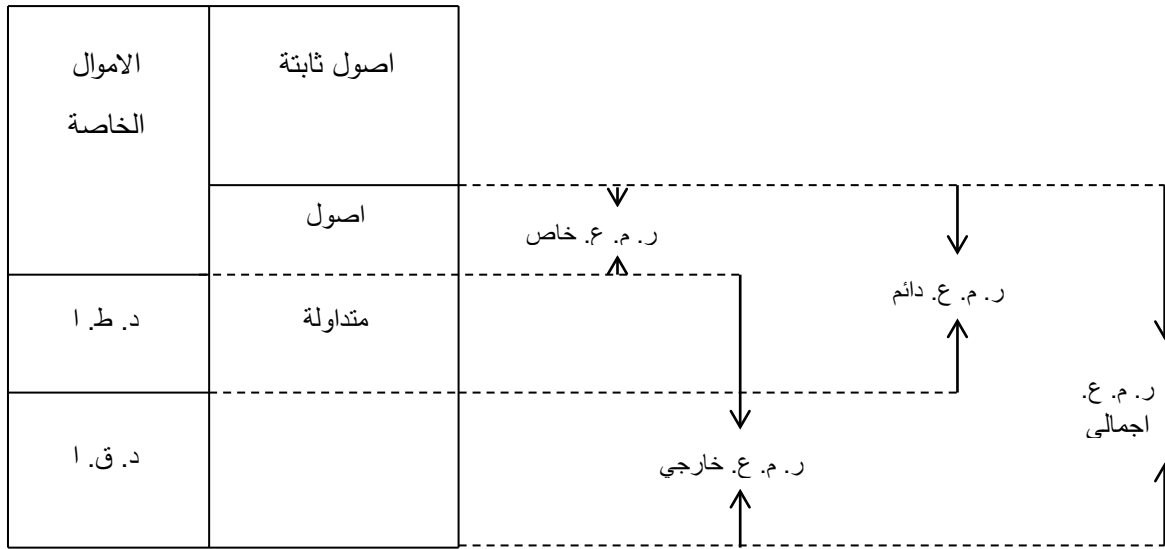 اصول ثابتة
الاموال
الخاصة
اصول
ر. م. ع. خاص
ر. م. ع. دائم
د. ط. ا
متداولة
ر. م. ع.
اجمالي
د. ق. ا
ر. م. ع. خارجي